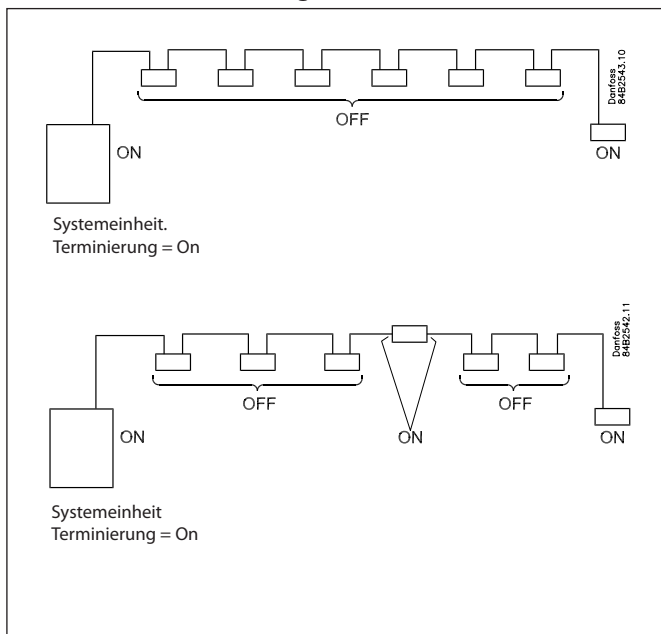 Danfoss
84B2543.10
OFF
ON
ON
Systemeinheit.
Terminierung = On
Danfoss
84B2542.11
OFF
OFF
ON
ON
ON
Systemeinheit
Terminierung = On